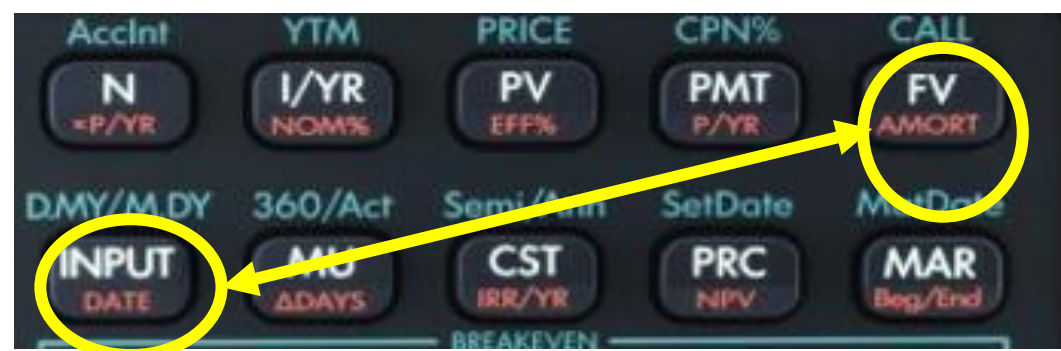 AccInt YTM PRICE CPN% CALL
N I/YR PV PMT FV
×P/YR NOM% EFF% P/YR AMORT
D.MY/M.DY 360/Act Semi/Ann SetDate MatDate
INPUT MU CST PRC MAR
DATE ΔDAYS IRR/YR NPV Beg/End
BREAKEVEN